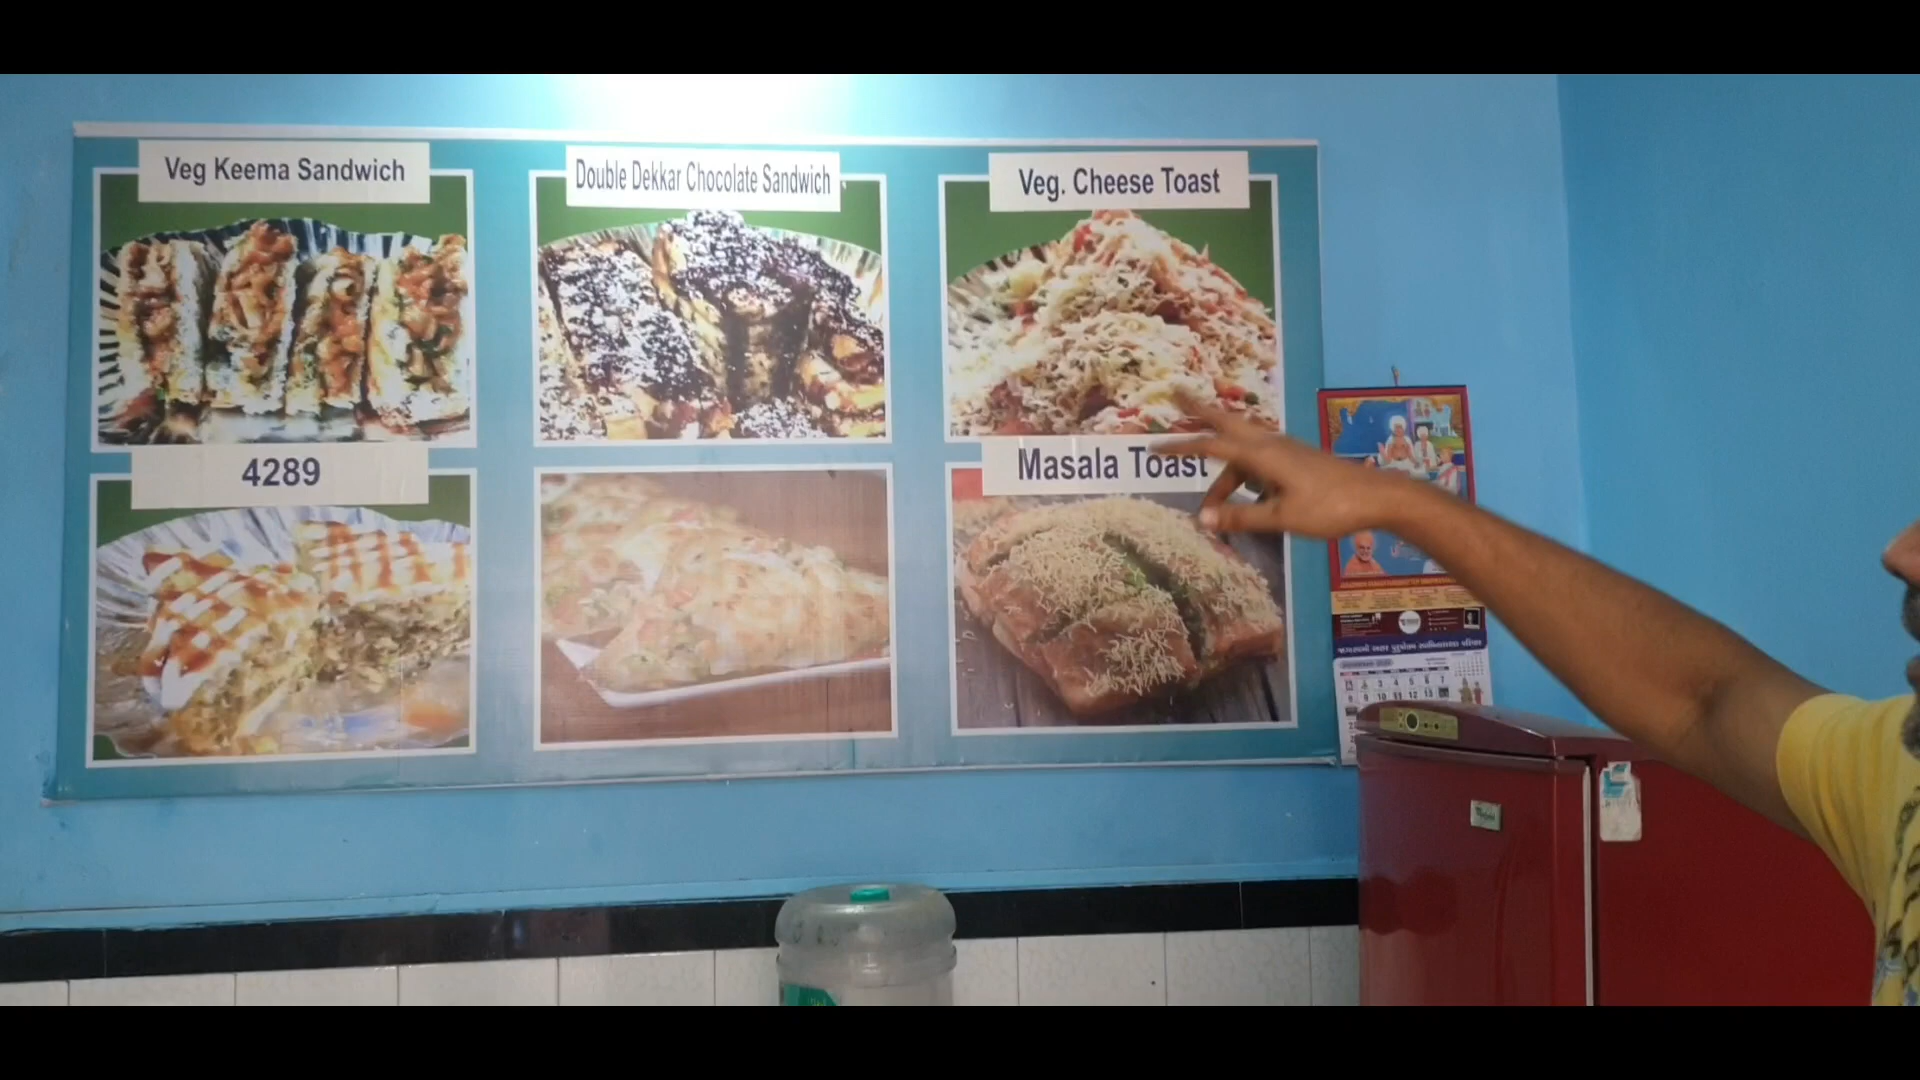 Veg Keema Sandwich
Double Dekkar Chocolate Sandwich
Veg. Cheese Toast
4289
Masala Toast